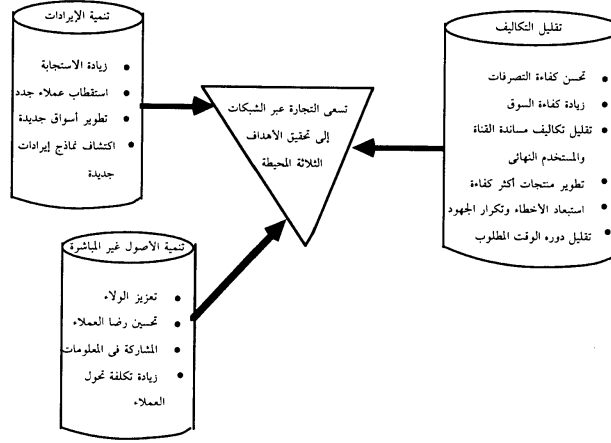 تنمية الإيرادات
زيادة الاستجابة
استقطاب عملاء جدد
تطوير أسواق جديدة
اكتشاف نماذج إيرادات
جديدة
تقليل التكاليف
تحسن كفاءة التصرفات
زيادة كفاءة السوق
تقليل تكاليف مساندة القناة
والمستخدم النهائى
تطوير منتجات أكثر كفاءة
استبعاد الأخطاء وتكرار الجهود
تقليل دوره الوقت المطلوب
تسعى التجارة عبر الشبكات
إلى تحقيق الأهداف
الثلاثة المحيطة
تنمية الأصول غير المباشرة
تعزيز الولاء
تحسين رضا العملاء
المشاركة فى المعلومات
زيادة تكلفة تحول
العملاء